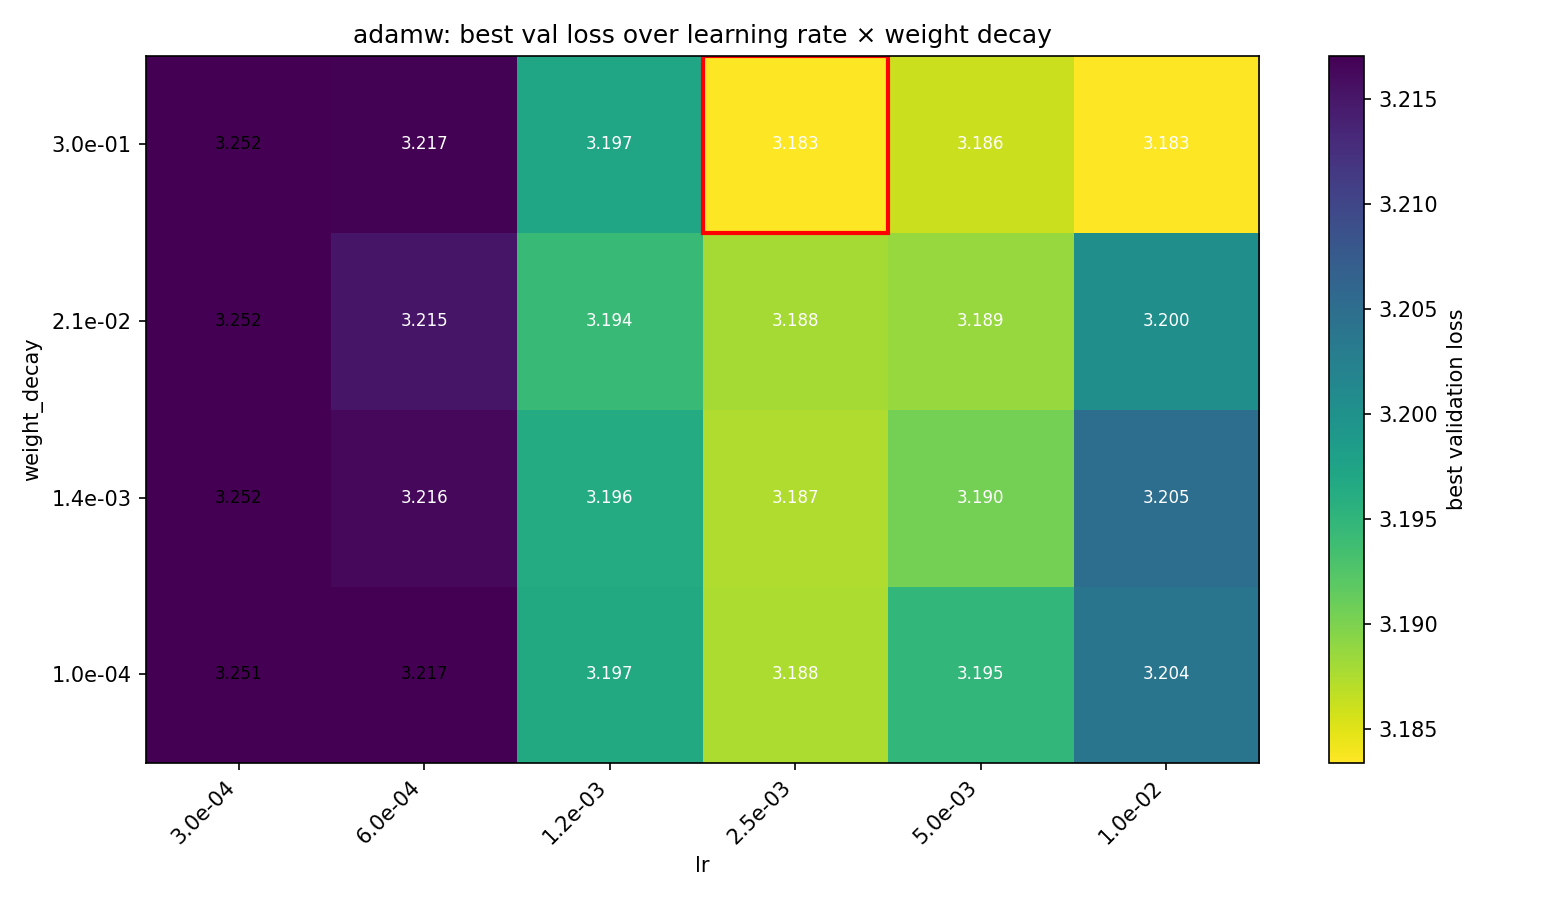 adamw: best val loss over learning rate × weight decay
3.0e-01 3.252 3.217 3.197 3.183 3.186 3.183
2.1e-02 3.252 3.215 3.194 3.188 3.189 3.200
1.4e-03 3.252 3.216 3.196 3.187 3.190 3.205
1.0e-04 3.251 3.217 3.197 3.188 3.195 3.204
weight_decay
3.0e-04 6.0e-04 1.2e-03 2.5e-03 5.0e-03 1.0e-02
lr
3.215
3.210
3.205
3.200
3.195
3.190
3.185
best validation loss